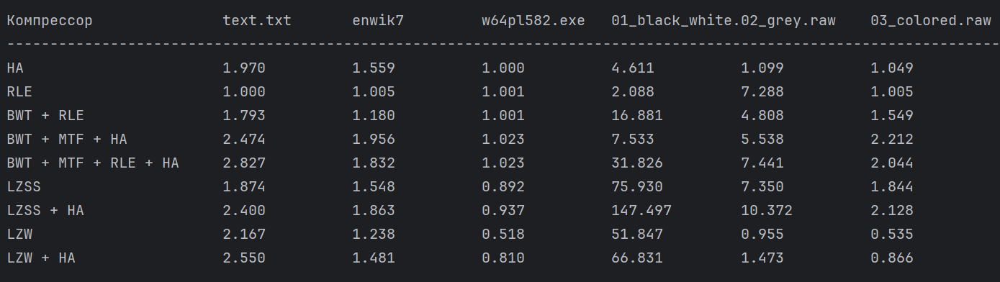 Компрессор text.txt enwik7 w64pl582.exe 01_black_white.02_grey.raw 03_colored.raw
--------------------------------------------------------------------------------------------------------------------------------------------
HA 1.970 1.559 1.000 4.611 1.099 1.049
RLE 1.000 1.005 1.001 2.088 7.288 1.005
BWT + RLE 1.793 1.180 1.001 16.881 4.808 1.549
BWT + MTF + HA 2.474 1.956 1.023 7.533 5.538 2.212
BWT + MTF + RLE + HA 2.827 1.832 1.023 31.826 7.441 2.044
LZSS 1.874 1.548 0.892 75.930 7.350 1.844
LZSS + HA 2.400 1.863 0.937 147.497 10.372 2.128
LZW 2.167 1.238 0.518 51.847 0.955 0.535
LZW + HA 2.550 1.481 0.810 66.831 1.473 0.866